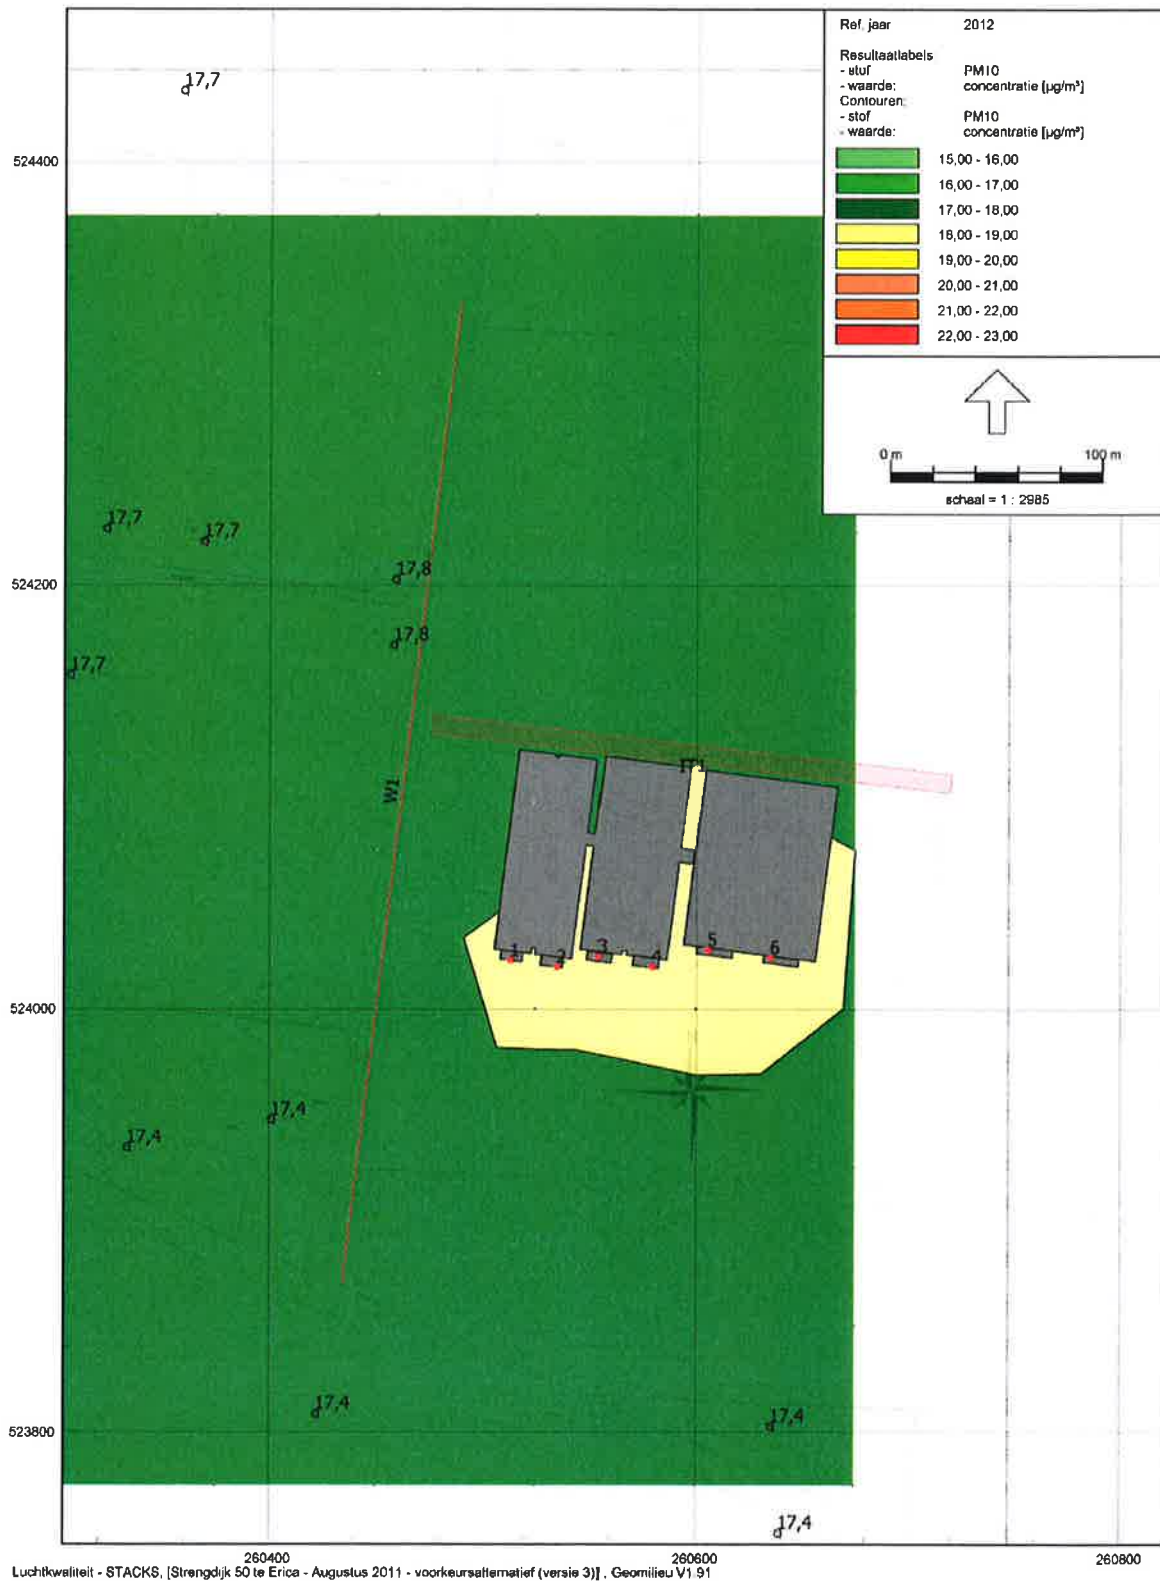 Ref. jaar 2012
Resultaatlabels
- stof PM10
- waarde: concentratie [µg/m³]
Contouren:
- stof PM10
- waarde: concentratie [µg/m³]
15,00 - 16,00
16,00 - 17,00
17,00 - 18,00
18,00 - 19,00
19,00 - 20,00
20,00 - 21,00
21,00 - 22,00
22,00 - 23,00
0 m 100 m
schaal = 1 : 2985
17,7
524400
17,7
17,7
17,8
524200
17,8
17,7
W1
1
2
3
4
5
6
524000
17,4
17,4
17,4
17,4
523800
17,4
260400 260600 260800
Luchtkwaliteit - STACKS, [Strengdijk 50 te Erica - Augustus 2011 - voorkeursalternatief (versie 3)] , Geomilieu V1.91